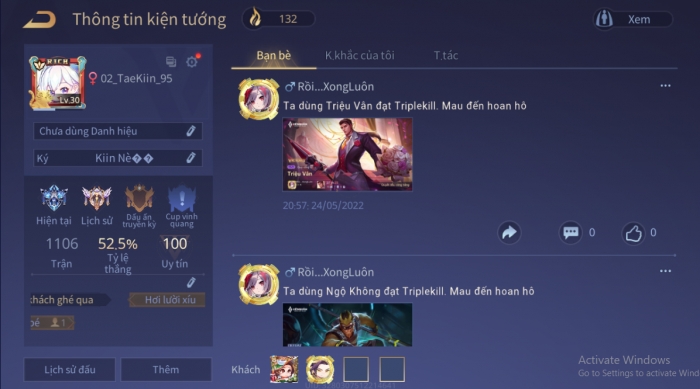 Thông tin kiện tướng
132
Xem
RICH
Lv.30
02_TaeKiin_95
Chưa dùng Danh hiệu
Ký Kiin Nè��
Hiện tại
Lịch sử
Dấu ấn truyền kỳ
Cup vinh quang
1106
Trận
52.5%
Tỷ lệ thắng
100
Uy tín
khách ghé qua
Hơi lười xíu
bé
1
Lịch sử đấu
Thêm
Bạn bè
K.khắc của tôi
T.tác
Rồi...XongLuôn
Ta dùng Triệu Vân đạt Triplekill. Mau đến hoan hô
Triệu Vân
20:57: 24/05/2022
0
0
Rồi...XongLuôn
Ta dùng Ngộ Không đạt Triplekill. Mau đến hoan hô
Khách
Activate Windows
Go to Settings to activate Wind